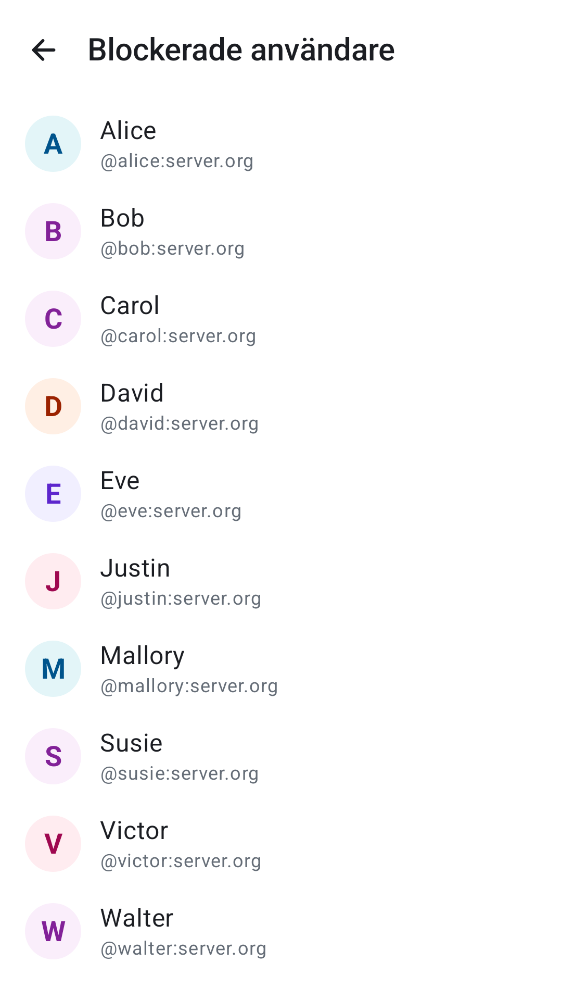 Blockerade användare
A
Alice
@alice:server.org
B
Bob
@bob:server.org
C
Carol
@carol:server.org
D
David
@david:server.org
E
Eve
@eve:server.org
J
Justin
@justin:server.org
M
Mallory
@mallory:server.org
S
Susie
@susie:server.org
V
Victor
@victor:server.org
W
Walter
@walter:server.org